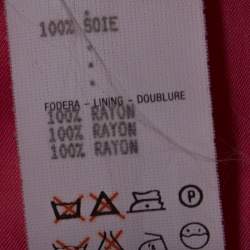 100% SOIE
FODERA - LINING - DOUBLURE
100% RAYON
100% RAYON
100% RAYON
P